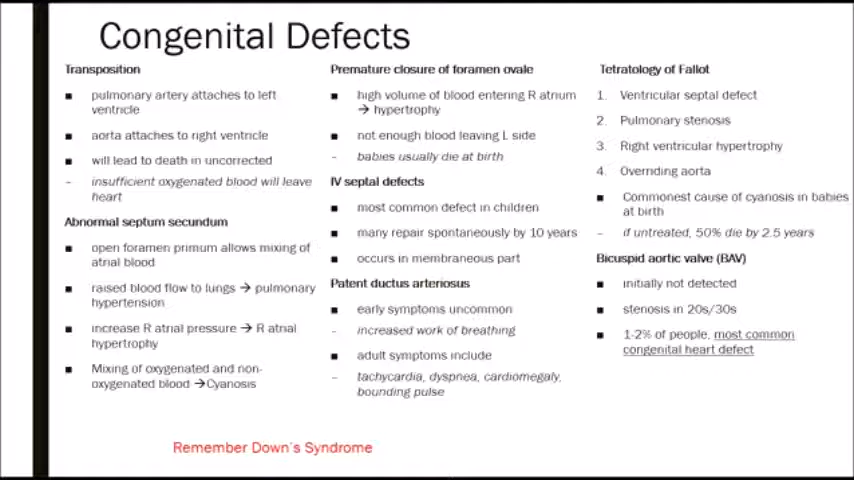 Congenital Defects
Transposition
■ pulmonary artery attaches to left
ventricle
■ aorta attaches to right ventricle
■ will lead to death in uncorrected
– insufficient oxygenated blood will leave
heart
Abnormal septum secundum
■ open foramen primum allows mixing of
atrial blood
■ raised blood flow to lungs → pulmonary
hypertension
■ increase R atrial pressure → R atrial
hypertrophy
■ Mixing of oxygenated and non-
oxygenated blood →Cyanosis
Premature closure of foramen ovale
■ high volume of blood entering R atrium
→ hypertrophy
■ not enough blood leaving L side
– babies usually die at birth
IV septal defects
■ most common defect in children
■ many repair spontaneously by 10 years
■ occurs in membraneous part
Patent ductus arteriosus
■ early symptoms uncommon
– increased work of breathing
■ adult symptoms include
– tachycardia, dyspnea, cardiomegaly,
bounding pulse
Tetratology of Fallot
1. Ventricular septal defect
2. Pulmonary stenosis
3. Right ventricular hypertrophy
4. Overriding aorta
■ Commonest cause of cyanosis in babies
at birth
– if untreated, 50% die by 2.5 years
Bicuspid aortic valve (BAV)
■ initially not detected
■ stenosis in 20s/30s
■ 1-2% of people, most common
congenital heart defect
Remember Down's Syndrome